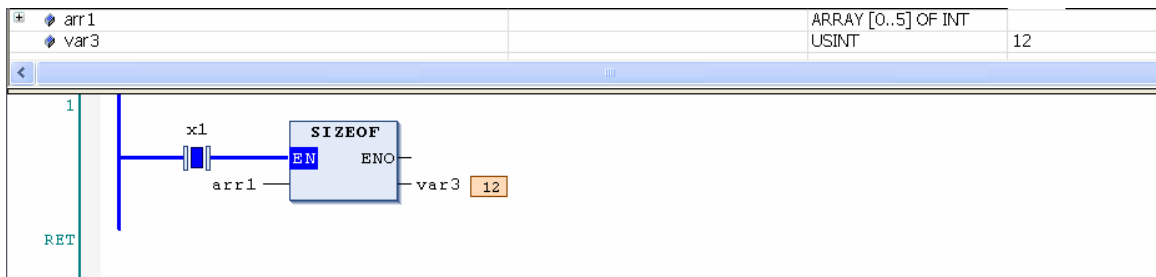 arr1 ARRAY [0..5] OF INT
var3 USINT 12
1
x1 SIZEOF
EN ENO
arr1 var3 12
RET